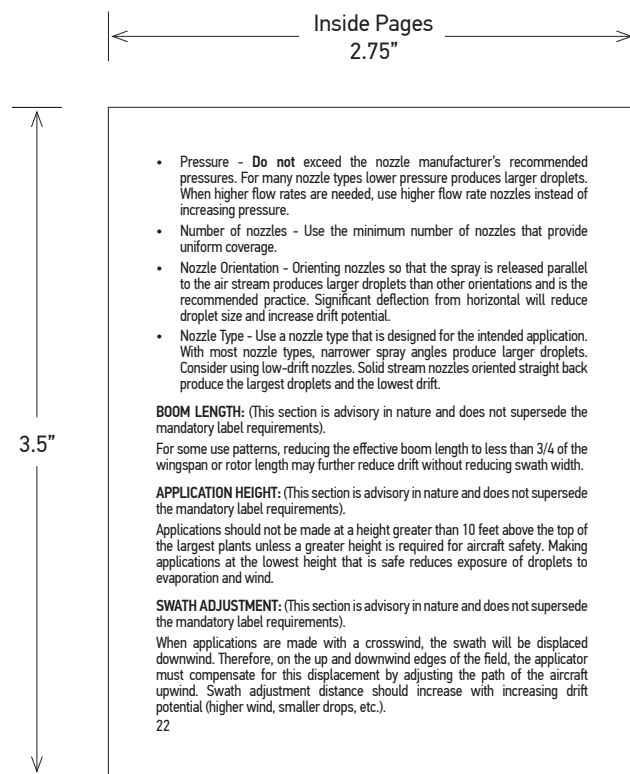 Inside Pages
2.75”
3.5”
• Pressure - Do not exceed the nozzle manufacturer’s recommended
pressures. For many nozzle types lower pressure produces larger droplets.
When higher flow rates are needed, use higher flow rate nozzles instead of
increasing pressure.
• Number of nozzles - Use the minimum number of nozzles that provide
uniform coverage.
• Nozzle Orientation - Orienting nozzles so that the spray is released parallel
to the air stream produces larger droplets than other orientations and is the
recommended practice. Significant deflection from horizontal will reduce
droplet size and increase drift potential.
• Nozzle Type - Use a nozzle type that is designed for the intended application.
With most nozzle types, narrower spray angles produce larger droplets.
Consider using low-drift nozzles. Solid stream nozzles oriented straight back
produce the largest droplets and the lowest drift.
BOOM LENGTH: (This section is advisory in nature and does not supersede the
mandatory label requirements).
For some use patterns, reducing the effective boom length to less than 3/4 of the
wingspan or rotor length may further reduce drift without reducing swath width.
APPLICATION HEIGHT: (This section is advisory in nature and does not supersede
the mandatory label requirements).
Applications should not be made at a height greater than 10 feet above the top of
the largest plants unless a greater height is required for aircraft safety. Making
applications at the lowest height that is safe reduces exposure of droplets to
evaporation and wind.
SWATH ADJUSTMENT: (This section is advisory in nature and does not supersede
the mandatory label requirements).
When applications are made with a crosswind, the swath will be displaced
downwind. Therefore, on the up and downwind edges of the field, the applicator
must compensate for this displacement by adjusting the path of the aircraft
upwind. Swath adjustment distance should increase with increasing drift
potential (higher wind, smaller drops, etc.).
22